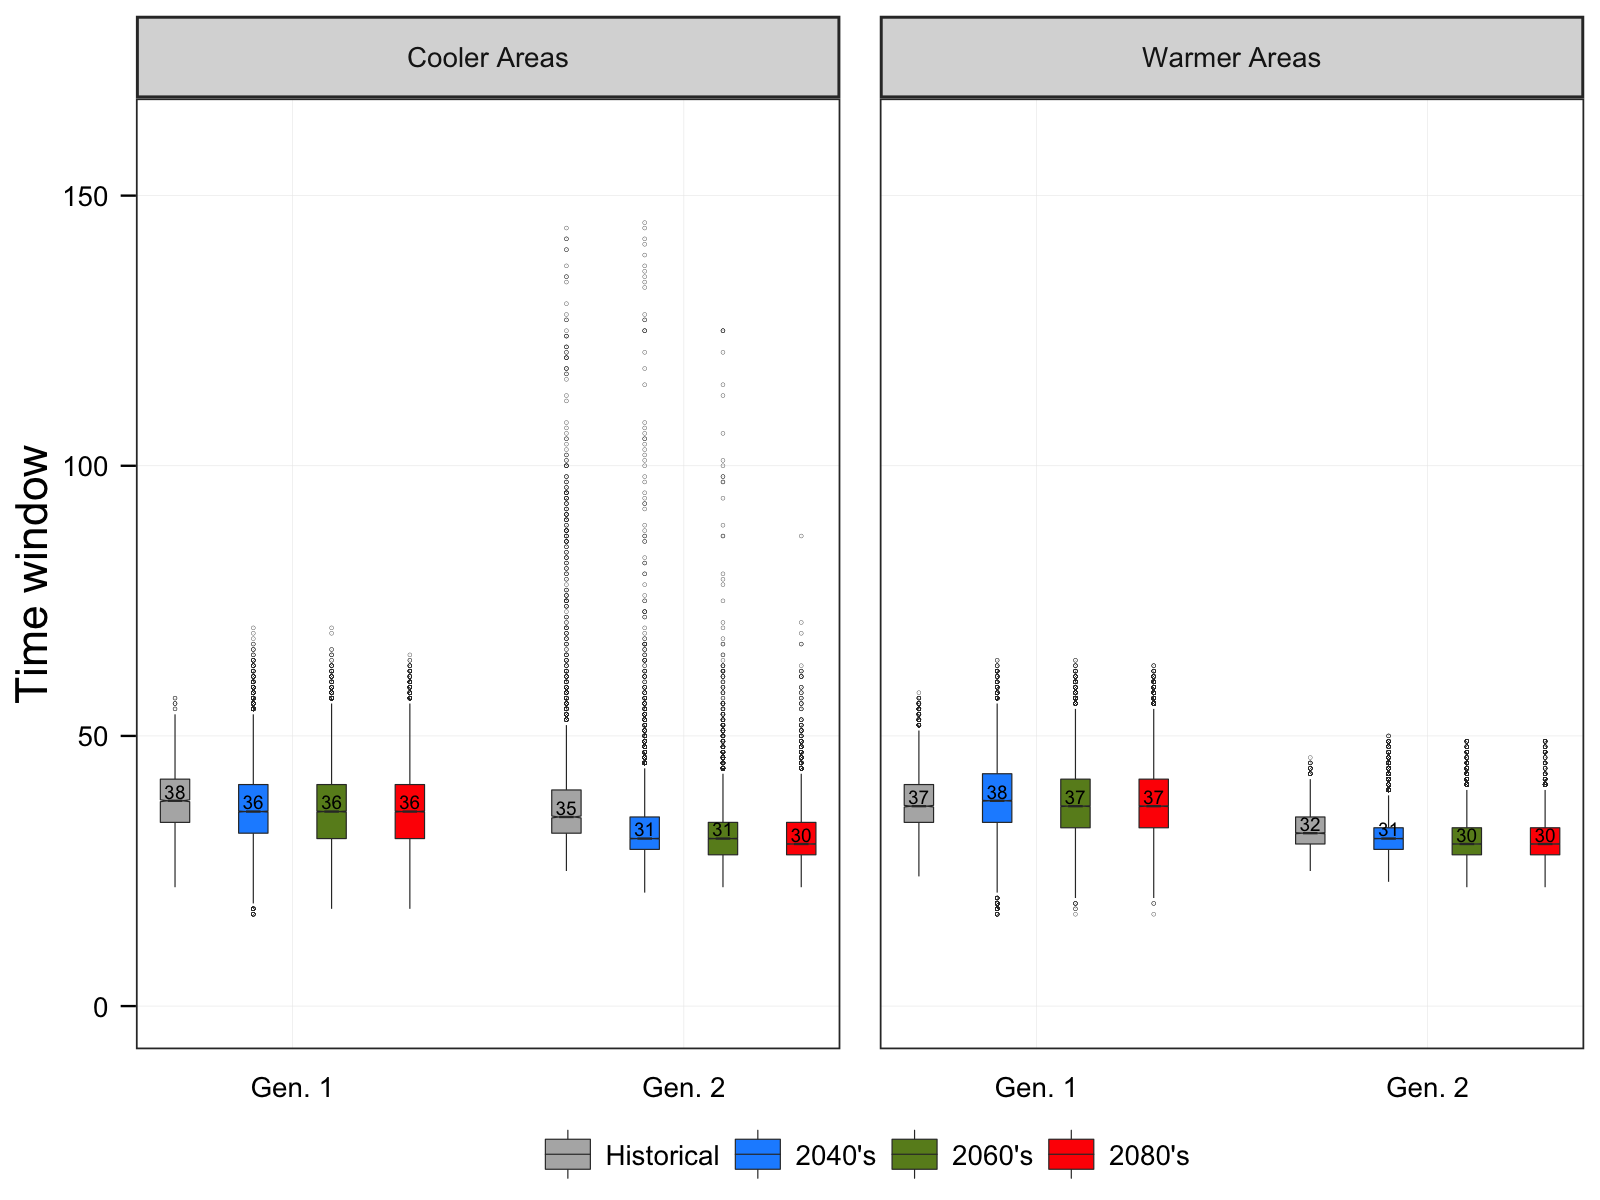 Cooler Areas Warmer Areas
Time window
150
100
50
0
38 36 36 36 35 31 31 30
37 38 37 37 32 31 30 30
Gen. 1 Gen. 2 Gen. 1 Gen. 2
Historical 2040's 2060's 2080's